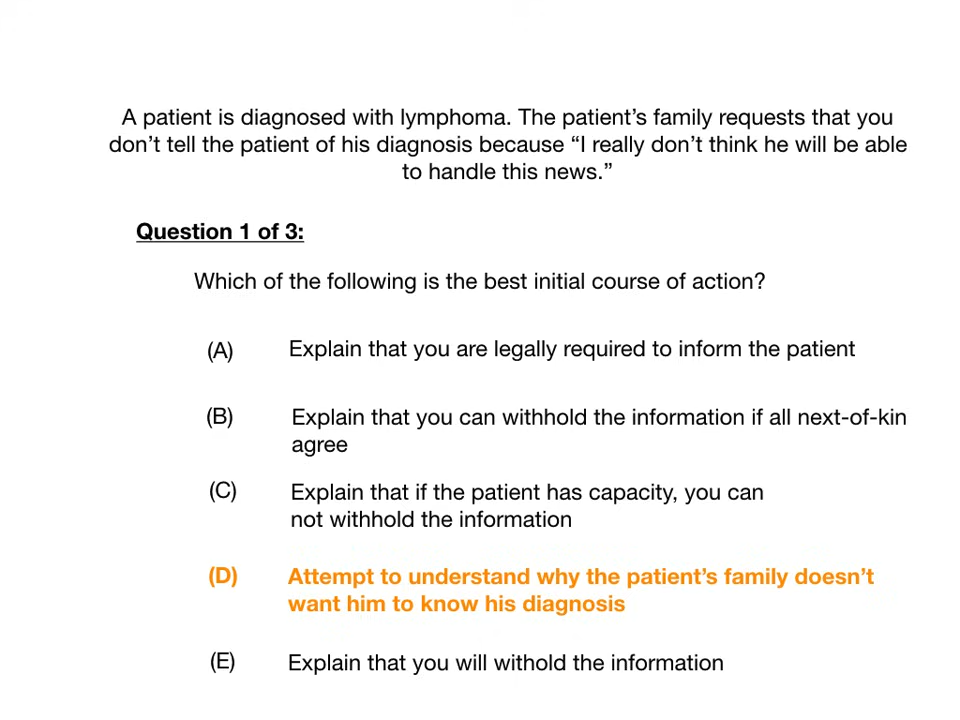 A patient is diagnosed with lymphoma. The patient's family requests that you
don't tell the patient of his diagnosis because “I really don't think he will be able
to handle this news.”
Question 1 of 3:
Which of the following is the best initial course of action?
(A) Explain that you are legally required to inform the patient
(B) Explain that you can withhold the information if all next-of-kin
agree
(C) Explain that if the patient has capacity, you can
not withhold the information
(D) Attempt to understand why the patient's family doesn't
want him to know his diagnosis
(E) Explain that you will withold the information